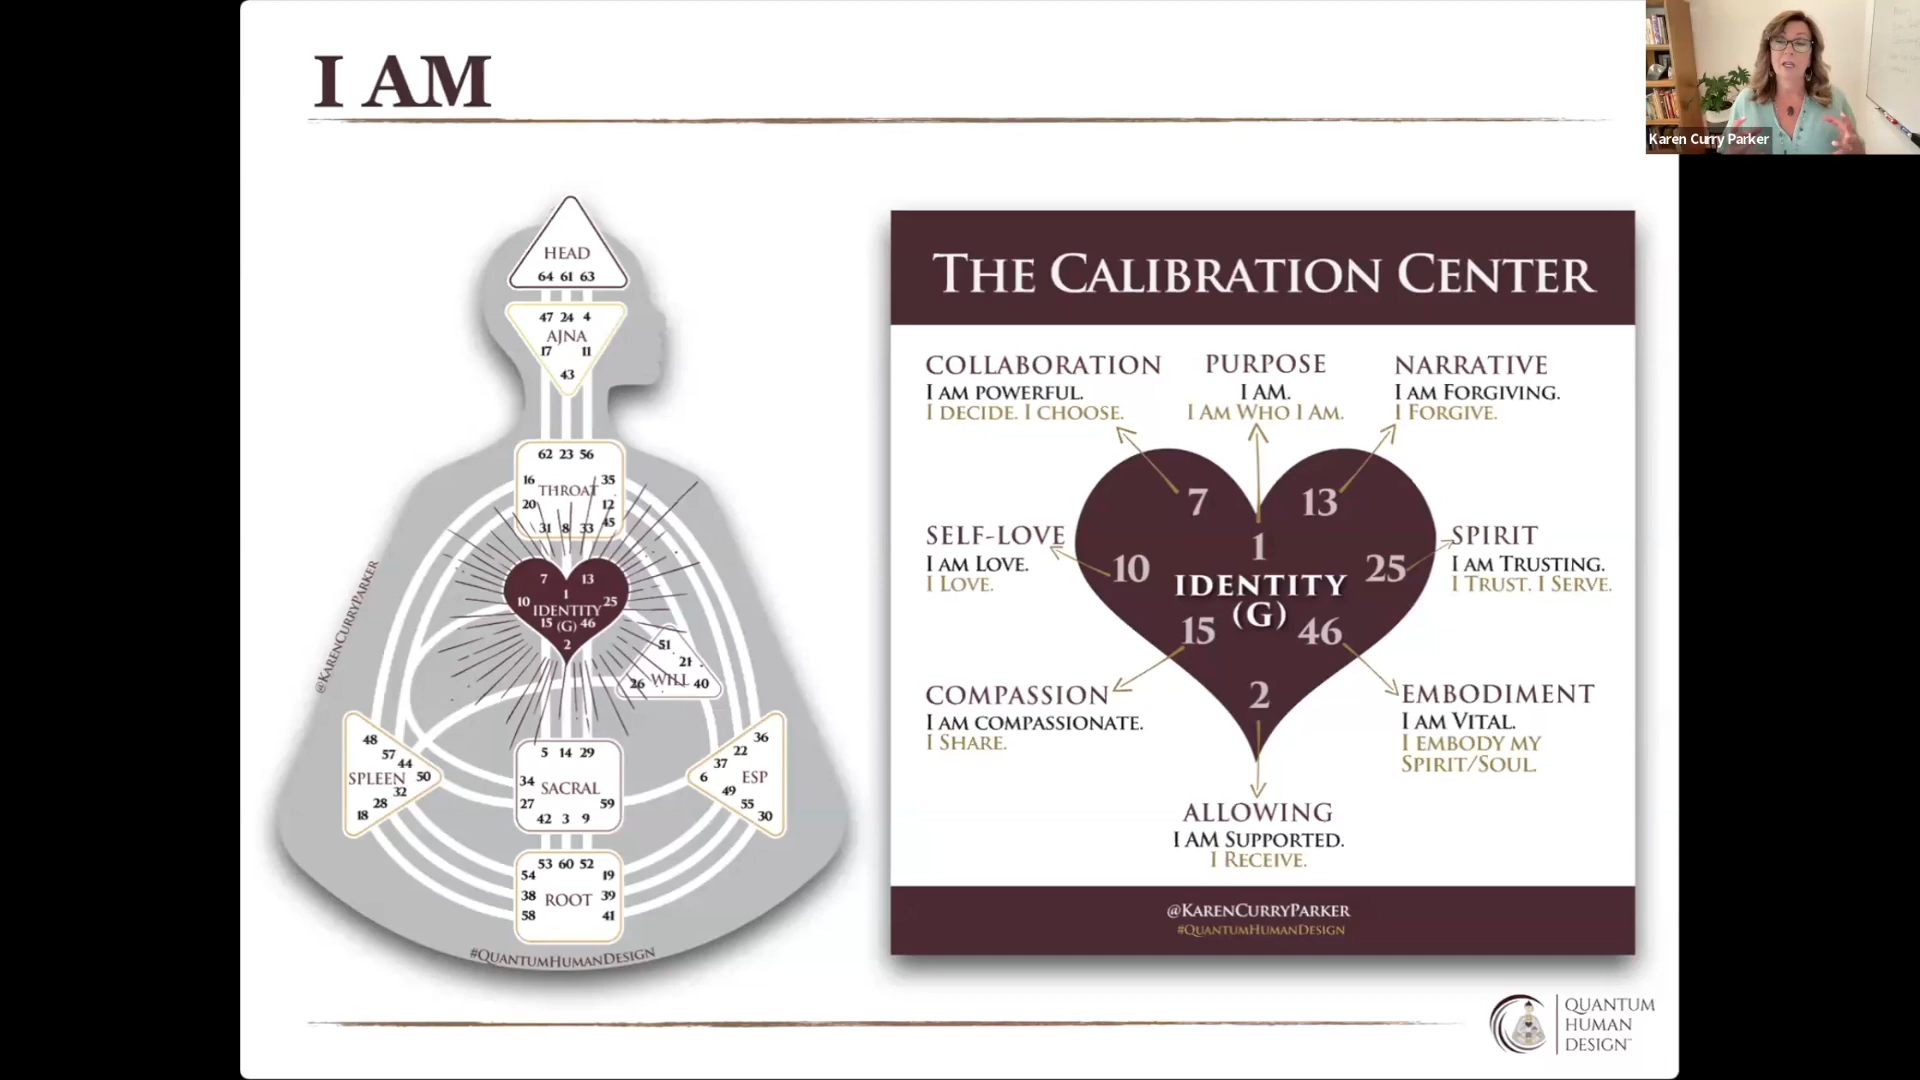 I AM
Karen Curry Parker
HEAD
64 61 63
47 24 4
AJNA
17 11
43
62 23 56
16 35
THROAT
20 12
45
31 8 33
7 13
1
10 25
IDENTITY
15 (G) 46
2
51
21
26 WILL 40
48
57
44
SPLEEN 50
32
28
18
5 14 29
34
SACRAL
27 59
42 3 9
36
22
37
6 ESP
49
55
30
53 60 52
54 19
38 ROOT 39
58 41
@KARENCURRYPARKER
#QUANTUMHUMANDESIGN
THE CALIBRATION CENTER
COLLABORATION
I AM POWERFUL.
I DECIDE. I CHOOSE.
PURPOSE
I AM.
I AM WHO I AM.
NARRATIVE
I AM FORGIVING.
I FORGIVE.
SELF-LOVE
I AM LOVE.
I LOVE.
SPIRIT
I AM TRUSTING.
I TRUST. I SERVE.
7 13
1
10 25
IDENTITY
(G)
15 46
2
COMPASSION
I AM COMPASSIONATE.
I SHARE.
EMBODIMENT
I AM VITAL.
I EMBODY MY
SPIRIT/SOUL.
ALLOWING
I AM SUPPORTED.
I RECEIVE.
@KARENCURRYPARKER
#QUANTUMHUMANDESIGN
QUANTUM
HUMAN
DESIGN™